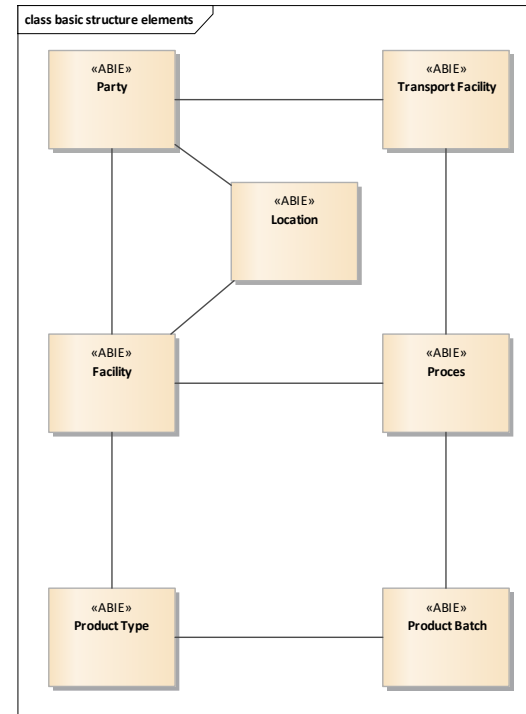 class basic structure elements
«ABIE»
Party
«ABIE»
Transport Facility
«ABIE»
Location
«ABIE»
Facility
«ABIE»
Proces
«ABIE»
Product Type
«ABIE»
Product Batch